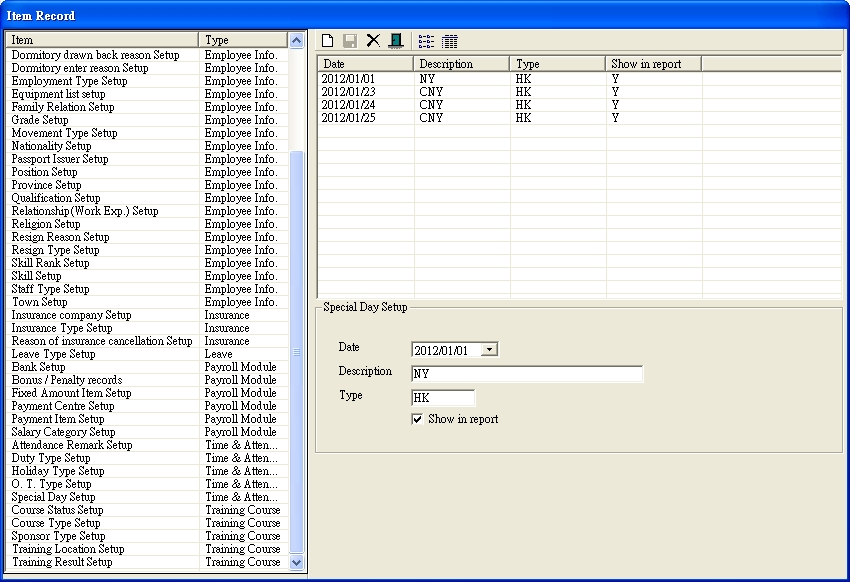 Item Record
Item Type
Dormitory drawn back reason Setup Employee Info.
Dormitory enter reason Setup Employee Info.
Employment Type Setup Employee Info.
Equipment list setup Employee Info.
Family Relation Setup Employee Info.
Grade Setup Employee Info.
Movement Type Setup Employee Info.
Nationality Setup Employee Info.
Passport Issuer Setup Employee Info.
Position Setup Employee Info.
Province Setup Employee Info.
Qualification Setup Employee Info.
Relationship(Work Exp.) Setup Employee Info.
Religion Setup Employee Info.
Resign Reason Setup Employee Info.
Resign Type Setup Employee Info.
Skill Rank Setup Employee Info.
Skill Setup Employee Info.
Staff Type Setup Employee Info.
Town Setup Employee Info.
Insurance company Setup Insurance
Insurance Type Setup Insurance
Reason of insurance cancellation Setup Insurance
Leave Type Setup Leave
Bank Setup Payroll Module
Bonus / Penalty records Payroll Module
Fixed Amount Item Setup Payroll Module
Payment Centre Setup Payroll Module
Payment Item Setup Payroll Module
Salary Category Setup Payroll Module
Attendance Remark Setup Time & Atten...
Duty Type Setup Time & Atten...
Holiday Type Setup Time & Atten...
O. T. Type Setup Time & Atten...
Special Day Setup Time & Atten...
Course Status Setup Training Course
Course Type Setup Training Course
Sponsor Type Setup Training Course
Training Location Setup Training Course
Training Result Setup Training Course
Date Description Type Show in report
2012/01/01 NY HK Y
2012/01/23 CNY HK Y
2012/01/24 CNY HK Y
2012/01/25 CNY HK Y
Special Day Setup
Date 2012/01/01
Description NY
Type HK
Show in report